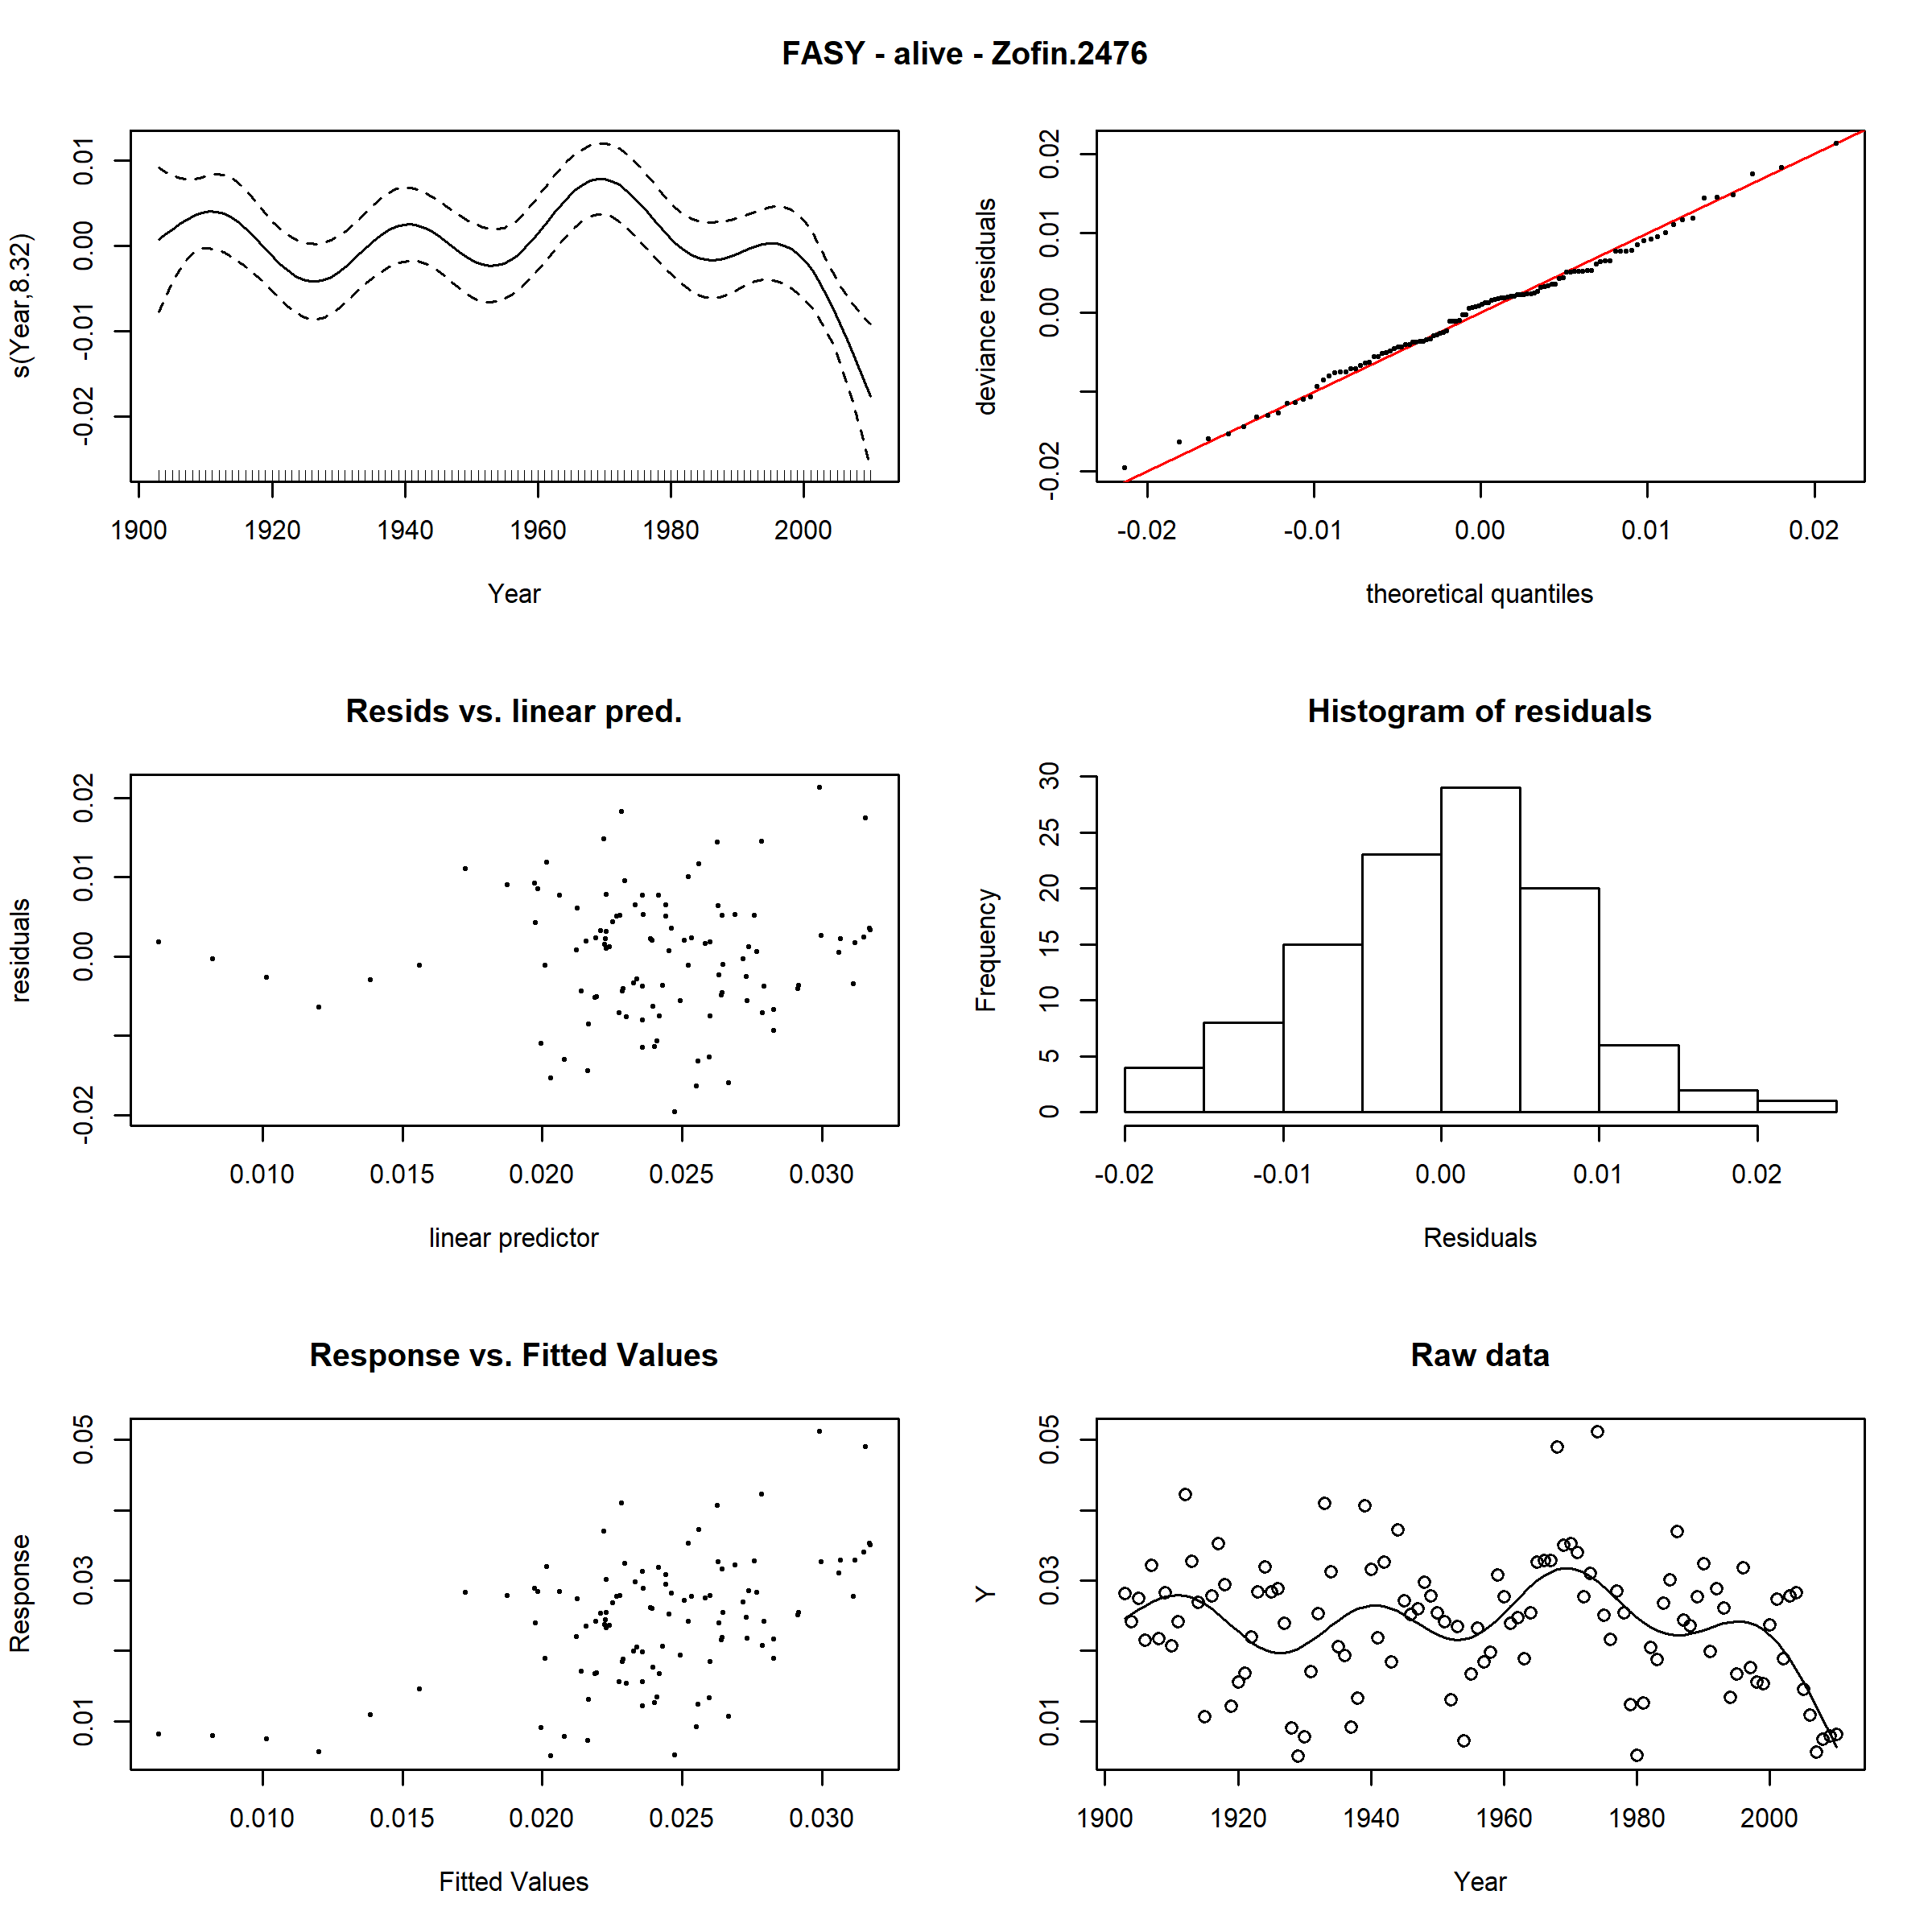 FASY - alive - Zofin.2476
s(Year,8.32)
0.01
0.00
-0.01
-0.02
1900 1920 1940 1960 1980 2000
Year
deviance residuals
0.02
0.01
0.00
-0.02
-0.02 -0.01 0.00 0.01 0.02
theoretical quantiles
Resids vs. linear pred.
residuals
0.02
0.01
0.00
-0.02
0.010 0.015 0.020 0.025 0.030
linear predictor
Histogram of residuals
Frequency
30
25
20
15
10
5
0
-0.02 -0.01 0.00 0.01 0.02
Residuals
Response vs. Fitted Values
Response
0.05
0.03
0.01
0.010 0.015 0.020 0.025 0.030
Fitted Values
Raw data
Y
0.05
0.03
0.01
1900 1920 1940 1960 1980 2000
Year